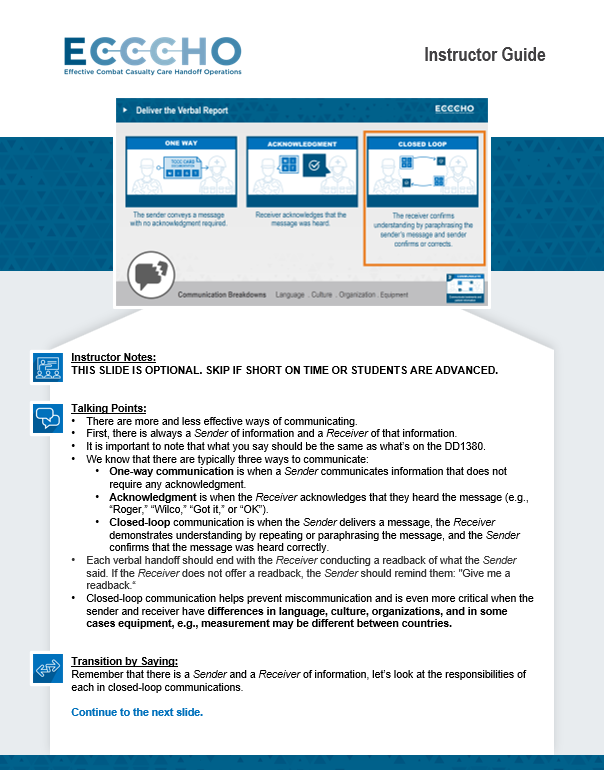 ECCCHO
Effective Combat Casualty Care Handoff Operations
Instructor Guide
Deliver the Verbal Report
ECCCHO
ONE WAY
The sender conveys a message
with no acknowledgment required.
ACKNOWLEDGMENT
Receiver acknowledges that the
message was heard.
CLOSED LOOP
The receiver confirms
understanding by paraphrasing the
sender's message and sender
confirms or corrects.
Communication Breakdowns Language . Culture . Organization . Equipment
Instructor Notes:
THIS SLIDE IS OPTIONAL. SKIP IF SHORT ON TIME OR STUDENTS ARE ADVANCED.
Talking Points:
• There are more and less effective ways of communicating.
• First, there is always a Sender of information and a Receiver of that information.
• It is important to note that what you say should be the same as what's on the DD1380.
• We know that there are typically three ways to communicate:
• One-way communication is when a Sender communicates information that does not
require any acknowledgment.
• Acknowledgment is when the Receiver acknowledges that they heard the message (e.g.,
“Roger,” “Wilco,” “Got it,” or “OK”).
• Closed-loop communication is when the Sender delivers a message, the Receiver
demonstrates understanding by repeating or paraphrasing the message, and the Sender
confirms that the message was heard correctly.
• Each verbal handoff should end with the Receiver conducting a readback of what the Sender
said. If the Receiver does not offer a readback, the Sender should remind them: "Give me a
readback.“
• Closed-loop communication helps prevent miscommunication and is even more critical when the
sender and receiver have differences in language, culture, organizations, and in some
cases equipment, e.g., measurement may be different between countries.
Transition by Saying:
Remember that there is a Sender and a Receiver of information, let’s look at the responsibilities of
each in closed-loop communications.
Continue to the next slide.